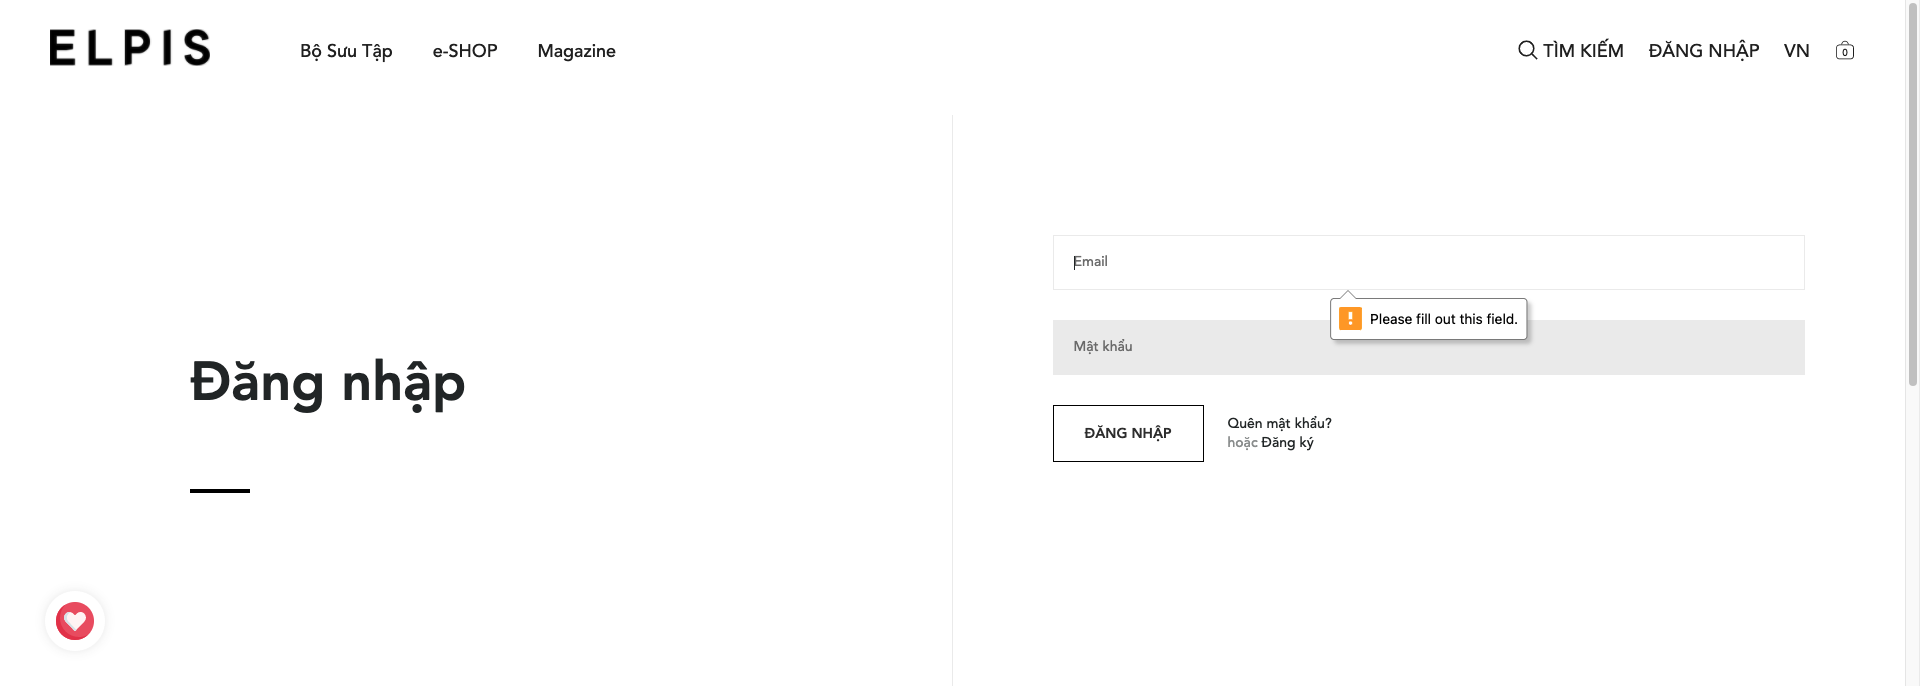 ELPIS
Bộ Sưu Tập e-SHOP Magazine
TÌM KIẾM ĐĂNG NHẬP VN 0
Đăng nhập
Email
Please fill out this field.
Mật khẩu
ĐĂNG NHẬP
Quên mật khẩu?
hoặc Đăng ký